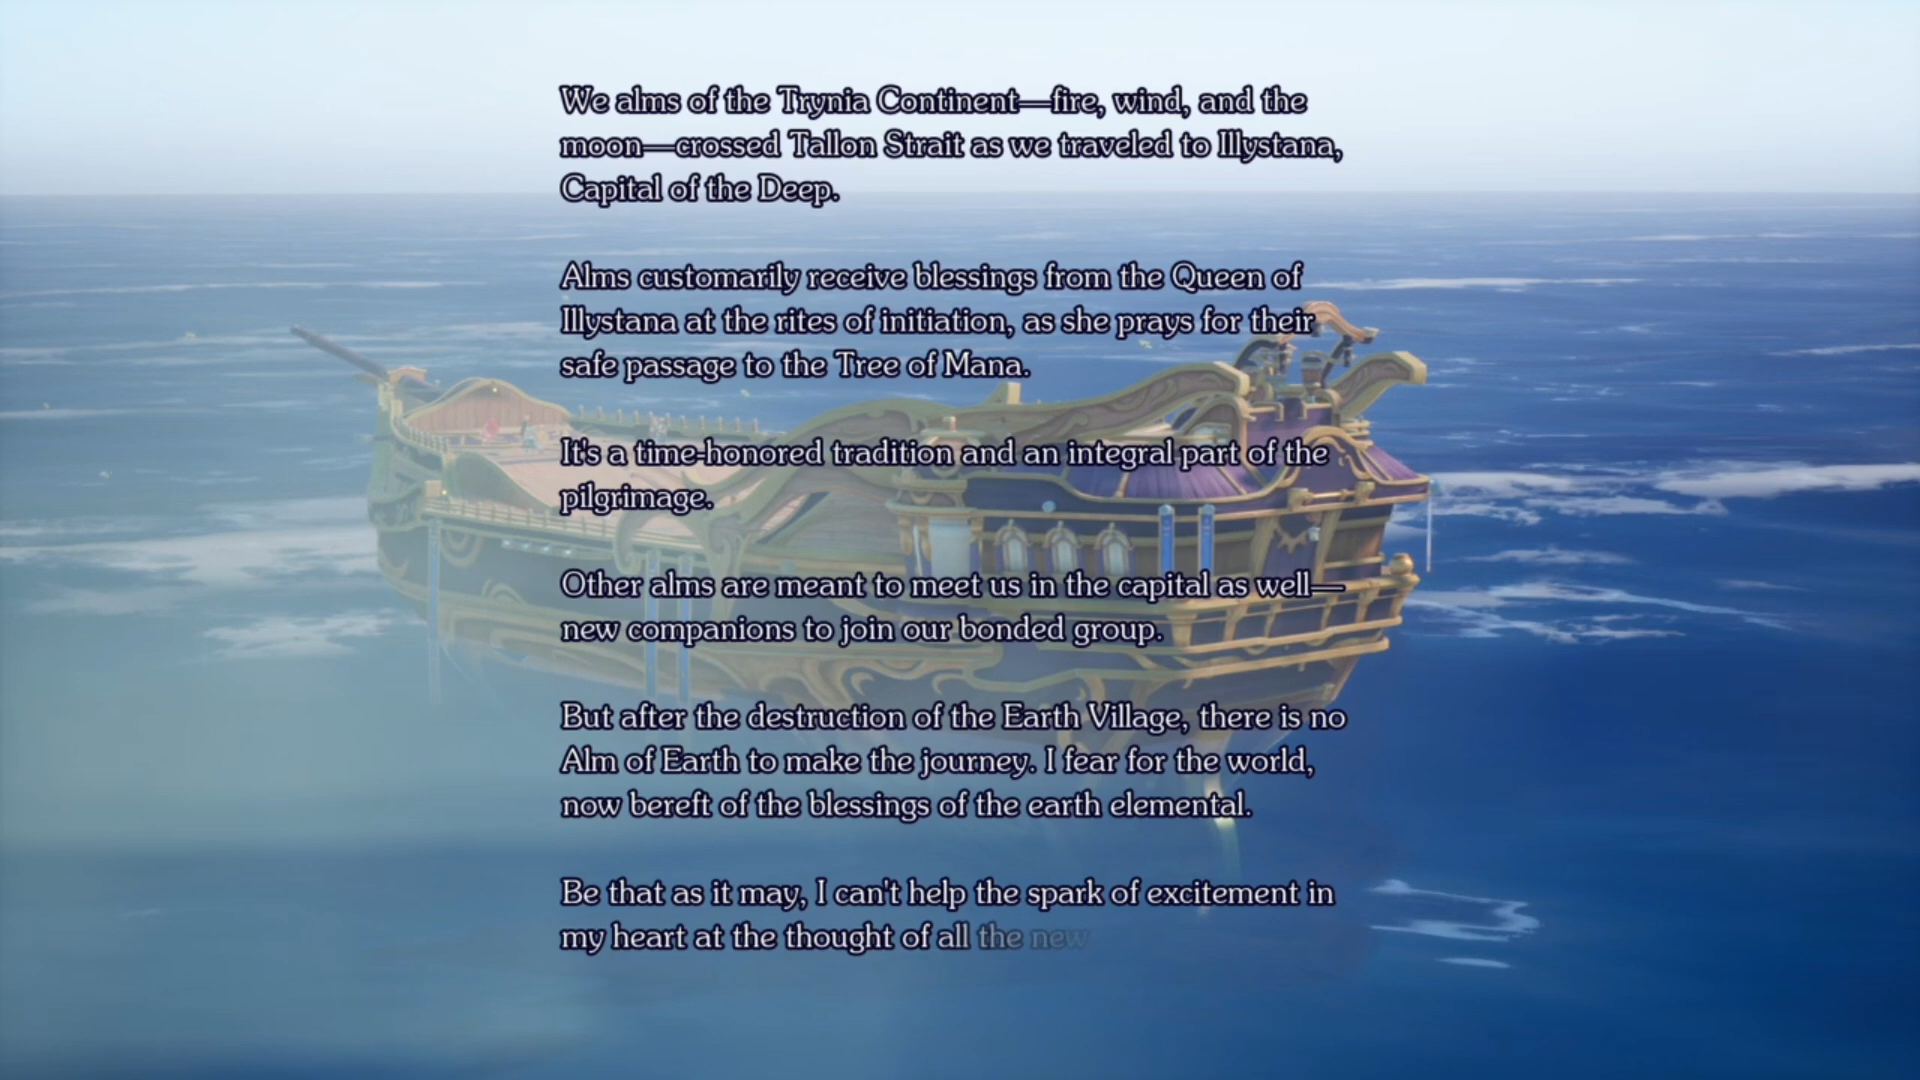 We alms of the Trynia Continent—fire, wind, and the
moon—crossed Tallon Strait as we traveled to Illystana,
Capital of the Deep.
Alms customarily receive blessings from the Queen of
Illystana at the rites of initiation, as she prays for their
safe passage to the Tree of Mana.
It's a time-honored tradition and an integral part of the
pilgrimage.
Other alms are meant to meet us in the capital as well—
new companions to join our bonded group.
But after the destruction of the Earth Village, there is no
Alm of Earth to make the journey. I fear for the world,
now bereft of the blessings of the earth elemental.
Be that as it may, I can't help the spark of excitement in
my heart at the thought of all the new